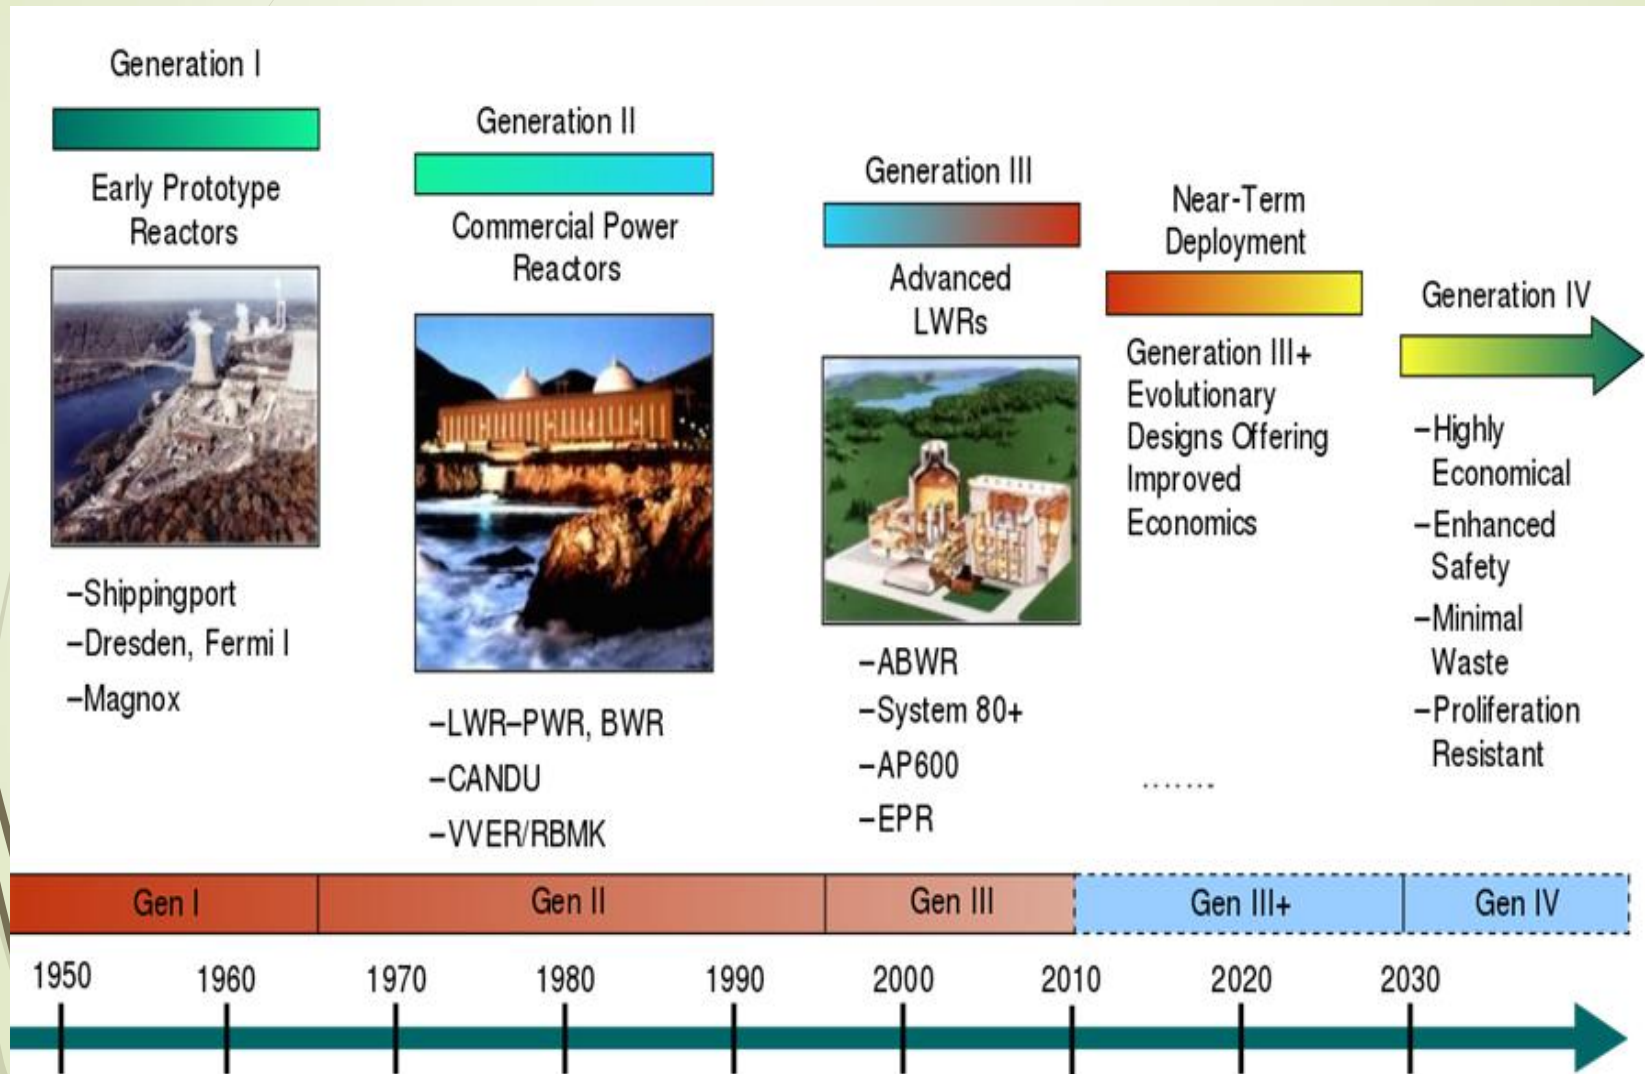 Generation I
Early Prototype
Reactors
–Shippingport
–Dresden, Fermi I
–Magnox
Generation II
Commercial Power
Reactors
–LWR–PWR, BWR
–CANDU
–VVER/RBMK
Generation III
Advanced
LWRs
–ABWR
–System 80+
–AP600
–EPR
Near-Term
Deployment
Generation III+
Evolutionary
Designs Offering
Improved
Economics
.......
Generation IV
–Highly
Economical
–Enhanced
Safety
–Minimal
Waste
–Proliferation
Resistant
Gen I
Gen II
Gen III
Gen III+
Gen IV
1950
1960
1970
1980
1990
2000
2010
2020
2030